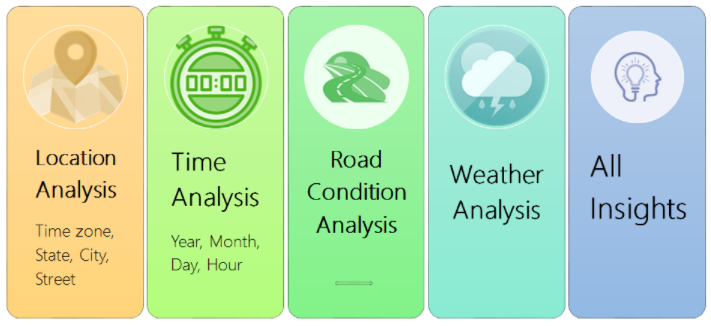 Location
Analysis
Time zone,
State, City,
Street
00:00
Time
Analysis
Year, Month,
Day, Hour
Road
Condition
Analysis
Weather
Analysis
All
Insights